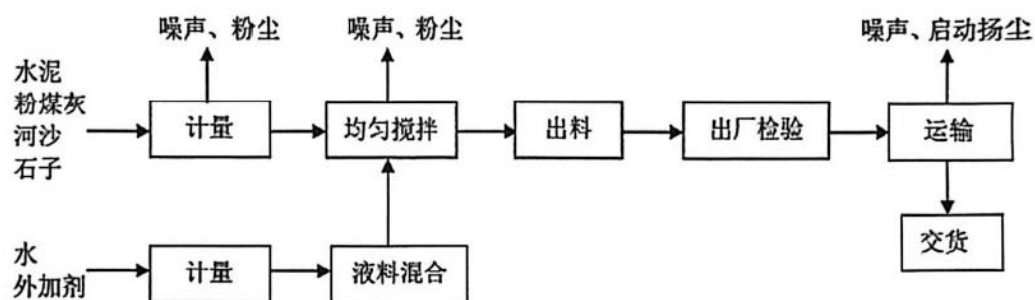 噪声、粉尘
噪声、粉尘
噪声、启动扬尘
水泥
粉煤灰
河沙
石子
计量
均匀搅拌
出料
出厂检验
运输
水
外加剂
计量
液料混合
交货